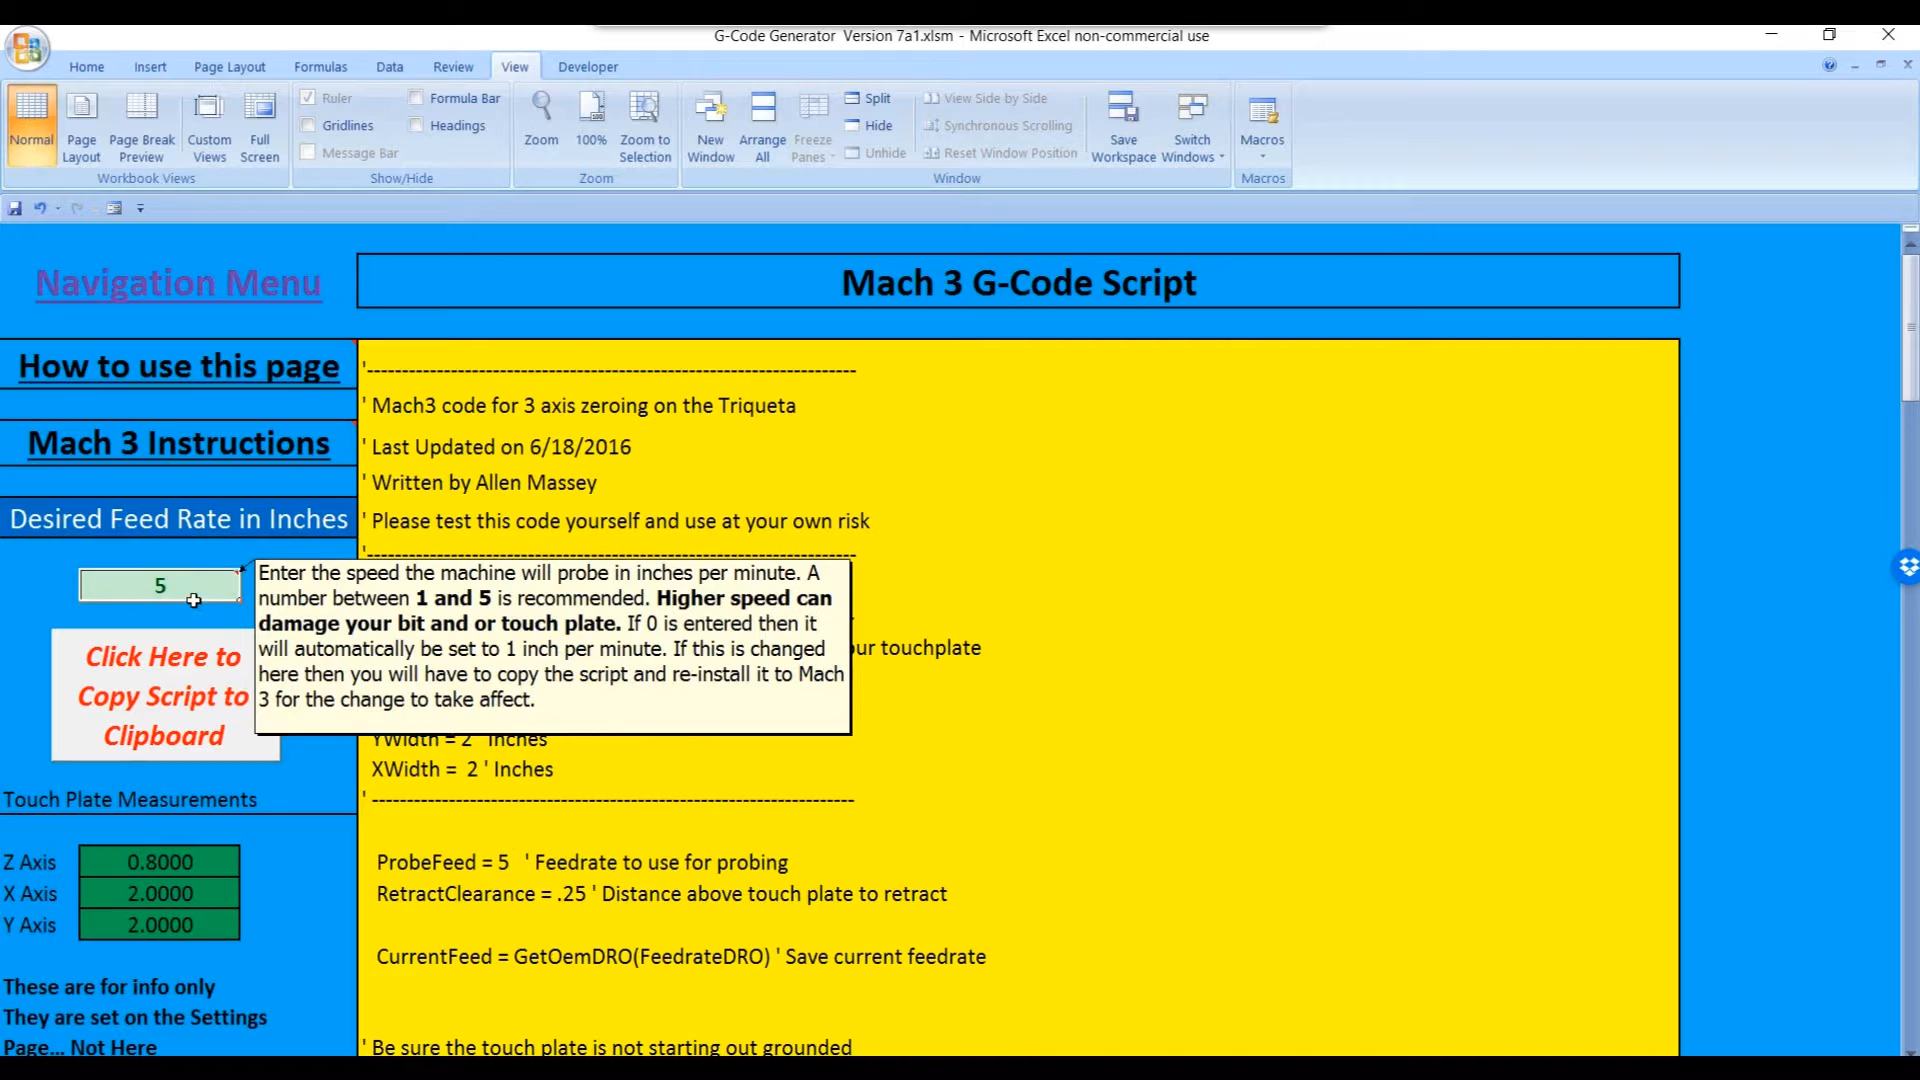 G-Code Generator Version 7a1.xlsm - Microsoft Excel non-commercial use
Home Insert Page Layout Formulas Data Review View Developer
Normal
Page Layout
Page Break Preview
Custom Views
Full Screen
Workbook Views
Ruler
Gridlines
Message Bar
Formula Bar
Headings
Show/Hide
Zoom
100%
Zoom to Selection
Zoom
New Window
Arrange All
Freeze Panes
Split
Hide
Unhide
View Side by Side
Synchronous Scrolling
Reset Window Position
Save Workspace
Switch Windows
Window
Macros
Macros
Navigation Menu
Mach 3 G-Code Script
How to use this page
Mach 3 Instructions
Desired Feed Rate in Inches
5
Click Here to
Copy Script to
Clipboard
Touch Plate Measurements
Z Axis 0.8000
X Axis 2.0000
Y Axis 2.0000
These are for info only
They are set on the Settings
Page... Not Here
'----------------------------------------------------------------------
' Mach3 code for 3 axis zeroing on the Triqueta
' Last Updated on 6/18/2016
' Written by Allen Massey
' Please test this code yourself and use at your own risk
'----------------------------------------------------------------------
Enter the speed the machine will probe in inches per minute. A
number between 1 and 5 is recommended. Higher speed can
damage your bit and or touch plate. If 0 is entered then it
will automatically be set to 1 inch per minute. If this is changed
here then you will have to copy the script and re-install it to Mach
3 for the change to take affect.
ur touchplate
YWidth = 2 ' Inches
XWidth = 2 ' Inches
' ---------------------------------------------------------------------
ProbeFeed = 5 ' Feedrate to use for probing
RetractClearance = .25 ' Distance above touch plate to retract
CurrentFeed = GetOemDRO(FeedrateDRO) ' Save current feedrate
' Be sure the touch plate is not starting out grounded